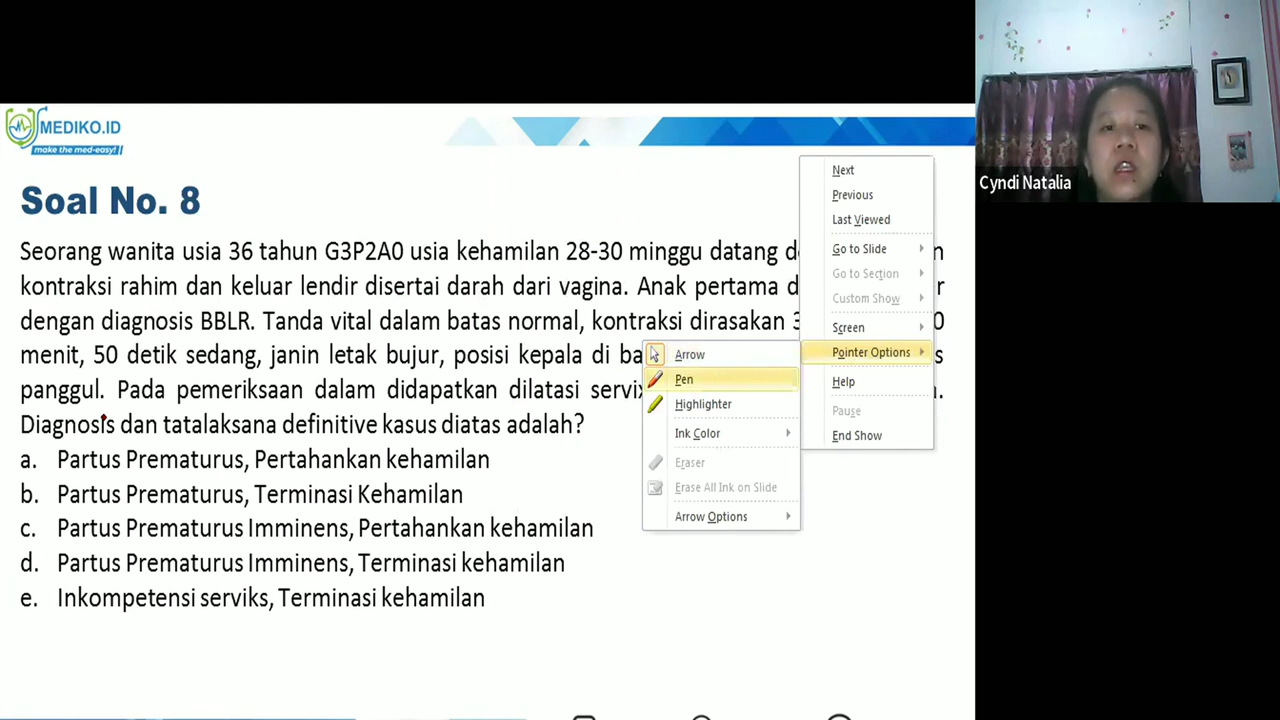 MEDIKO.ID
make the med-easy!
Cyndi Natalia
Soal No. 8
Seorang wanita usia 36 tahun G3P2A0 usia kehamilan 28-30 minggu datang
kontraksi rahim dan keluar lendir disertai darah dari vagina. Anak pertama
dengan diagnosis BBLR. Tanda vital dalam batas normal, kontraksi dirasakan
menit, 50 detik sedang, janin letak bujur, posisi kepala di
panggul. Pada pemeriksaan dalam didapatkan dilatasi
Diagnosis dan tatalaksana definitive kasus diatas adalah?
a. Partus Prematurus, Pertahankan kehamilan
b. Partus Prematurus, Terminasi Kehamilan
c. Partus Prematurus Imminens, Pertahankan kehamilan
d. Partus Prematurus Imminens, Terminasi kehamilan
e. Inkompetensi serviks, Terminasi kehamilan
Next
Previous
Last Viewed
Go to Slide
Go to Section
Custom Show
Screen
Pointer Options
Help
Pause
End Show
Arrow
Pen
Highlighter
Ink Color
Eraser
Erase All Ink on Slide
Arrow Options